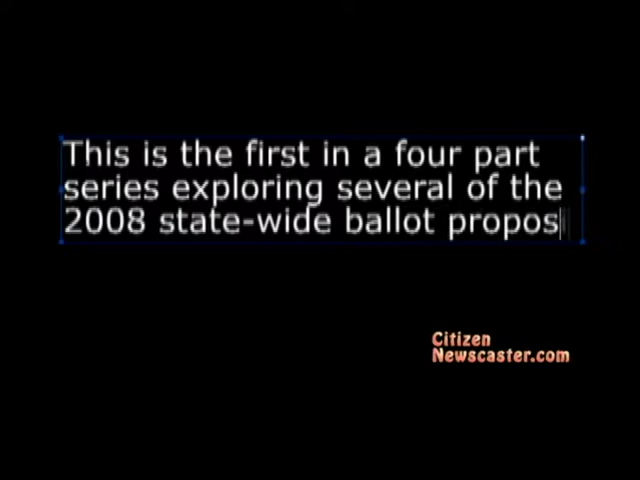 This is the first in a four part
series exploring several of the
2008 state-wide ballot propos
Citizen
Newscaster.com